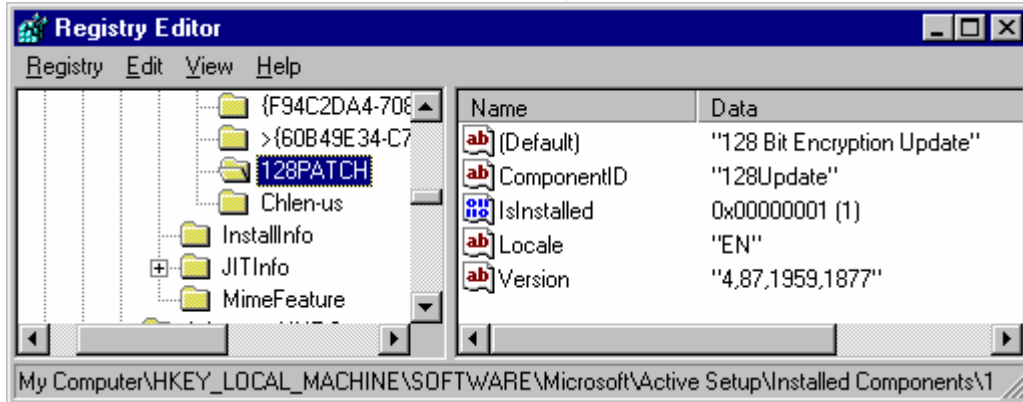 Registry Editor
Registry Edit View Help
{F94C2DA4-708
>{60B49E34-C7
128PATCH
Chlen-us
InstallInfo
JITInfo
MimeFeature
Name Data
(Default) "128 Bit Encryption Update"
ComponentID "128Update"
IsInstalled 0x00000001 (1)
Locale "EN"
Version "4,87,1959,1877"
My Computer\HKEY_LOCAL_MACHINE\SOFTWARE\Microsoft\Active Setup\Installed Components\1